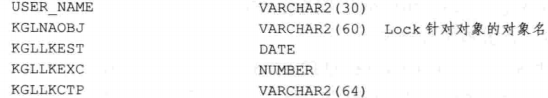 USER_NAME VARCHAR2(30)
KGLNAOBJ VARCHAR2(60) Lock 针对对象的对象名
KGLLKEST DATE
KGLLKEXC NUMBER
KGLLKCTP VARCHAR2(64)